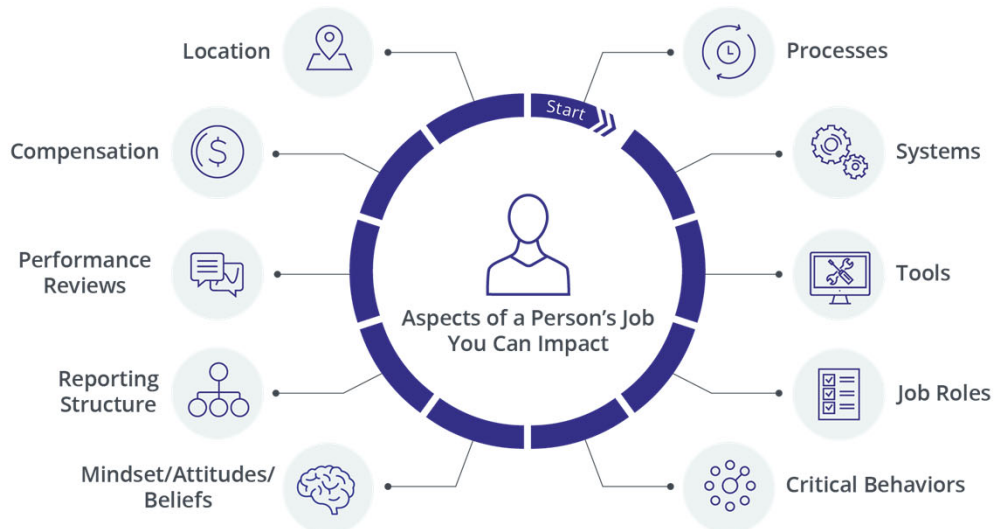 Start
Processes
Systems
Tools
Job Roles
Critical Behaviors
Mindset/Attitudes/
Beliefs
Reporting
Structure
Performance
Reviews
Compensation
$
Location
Aspects of a Person’s Job
You Can Impact